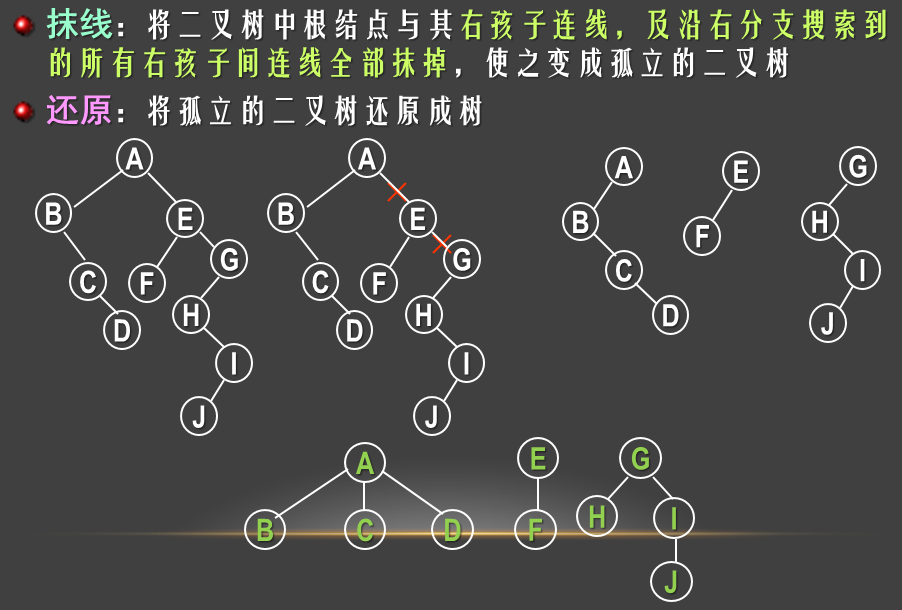 抹线：将二叉树中根结点与其右孩子连线，及沿右分支搜索到
的所有右孩子间连线全部抹掉，使之变成孤立的二叉树
还原：将孤立的二叉树还原成树
A A A E G
B E B E B F H
C F G C F G C I
D H D H D J
I I
J J
A E G
B C D F H I
J